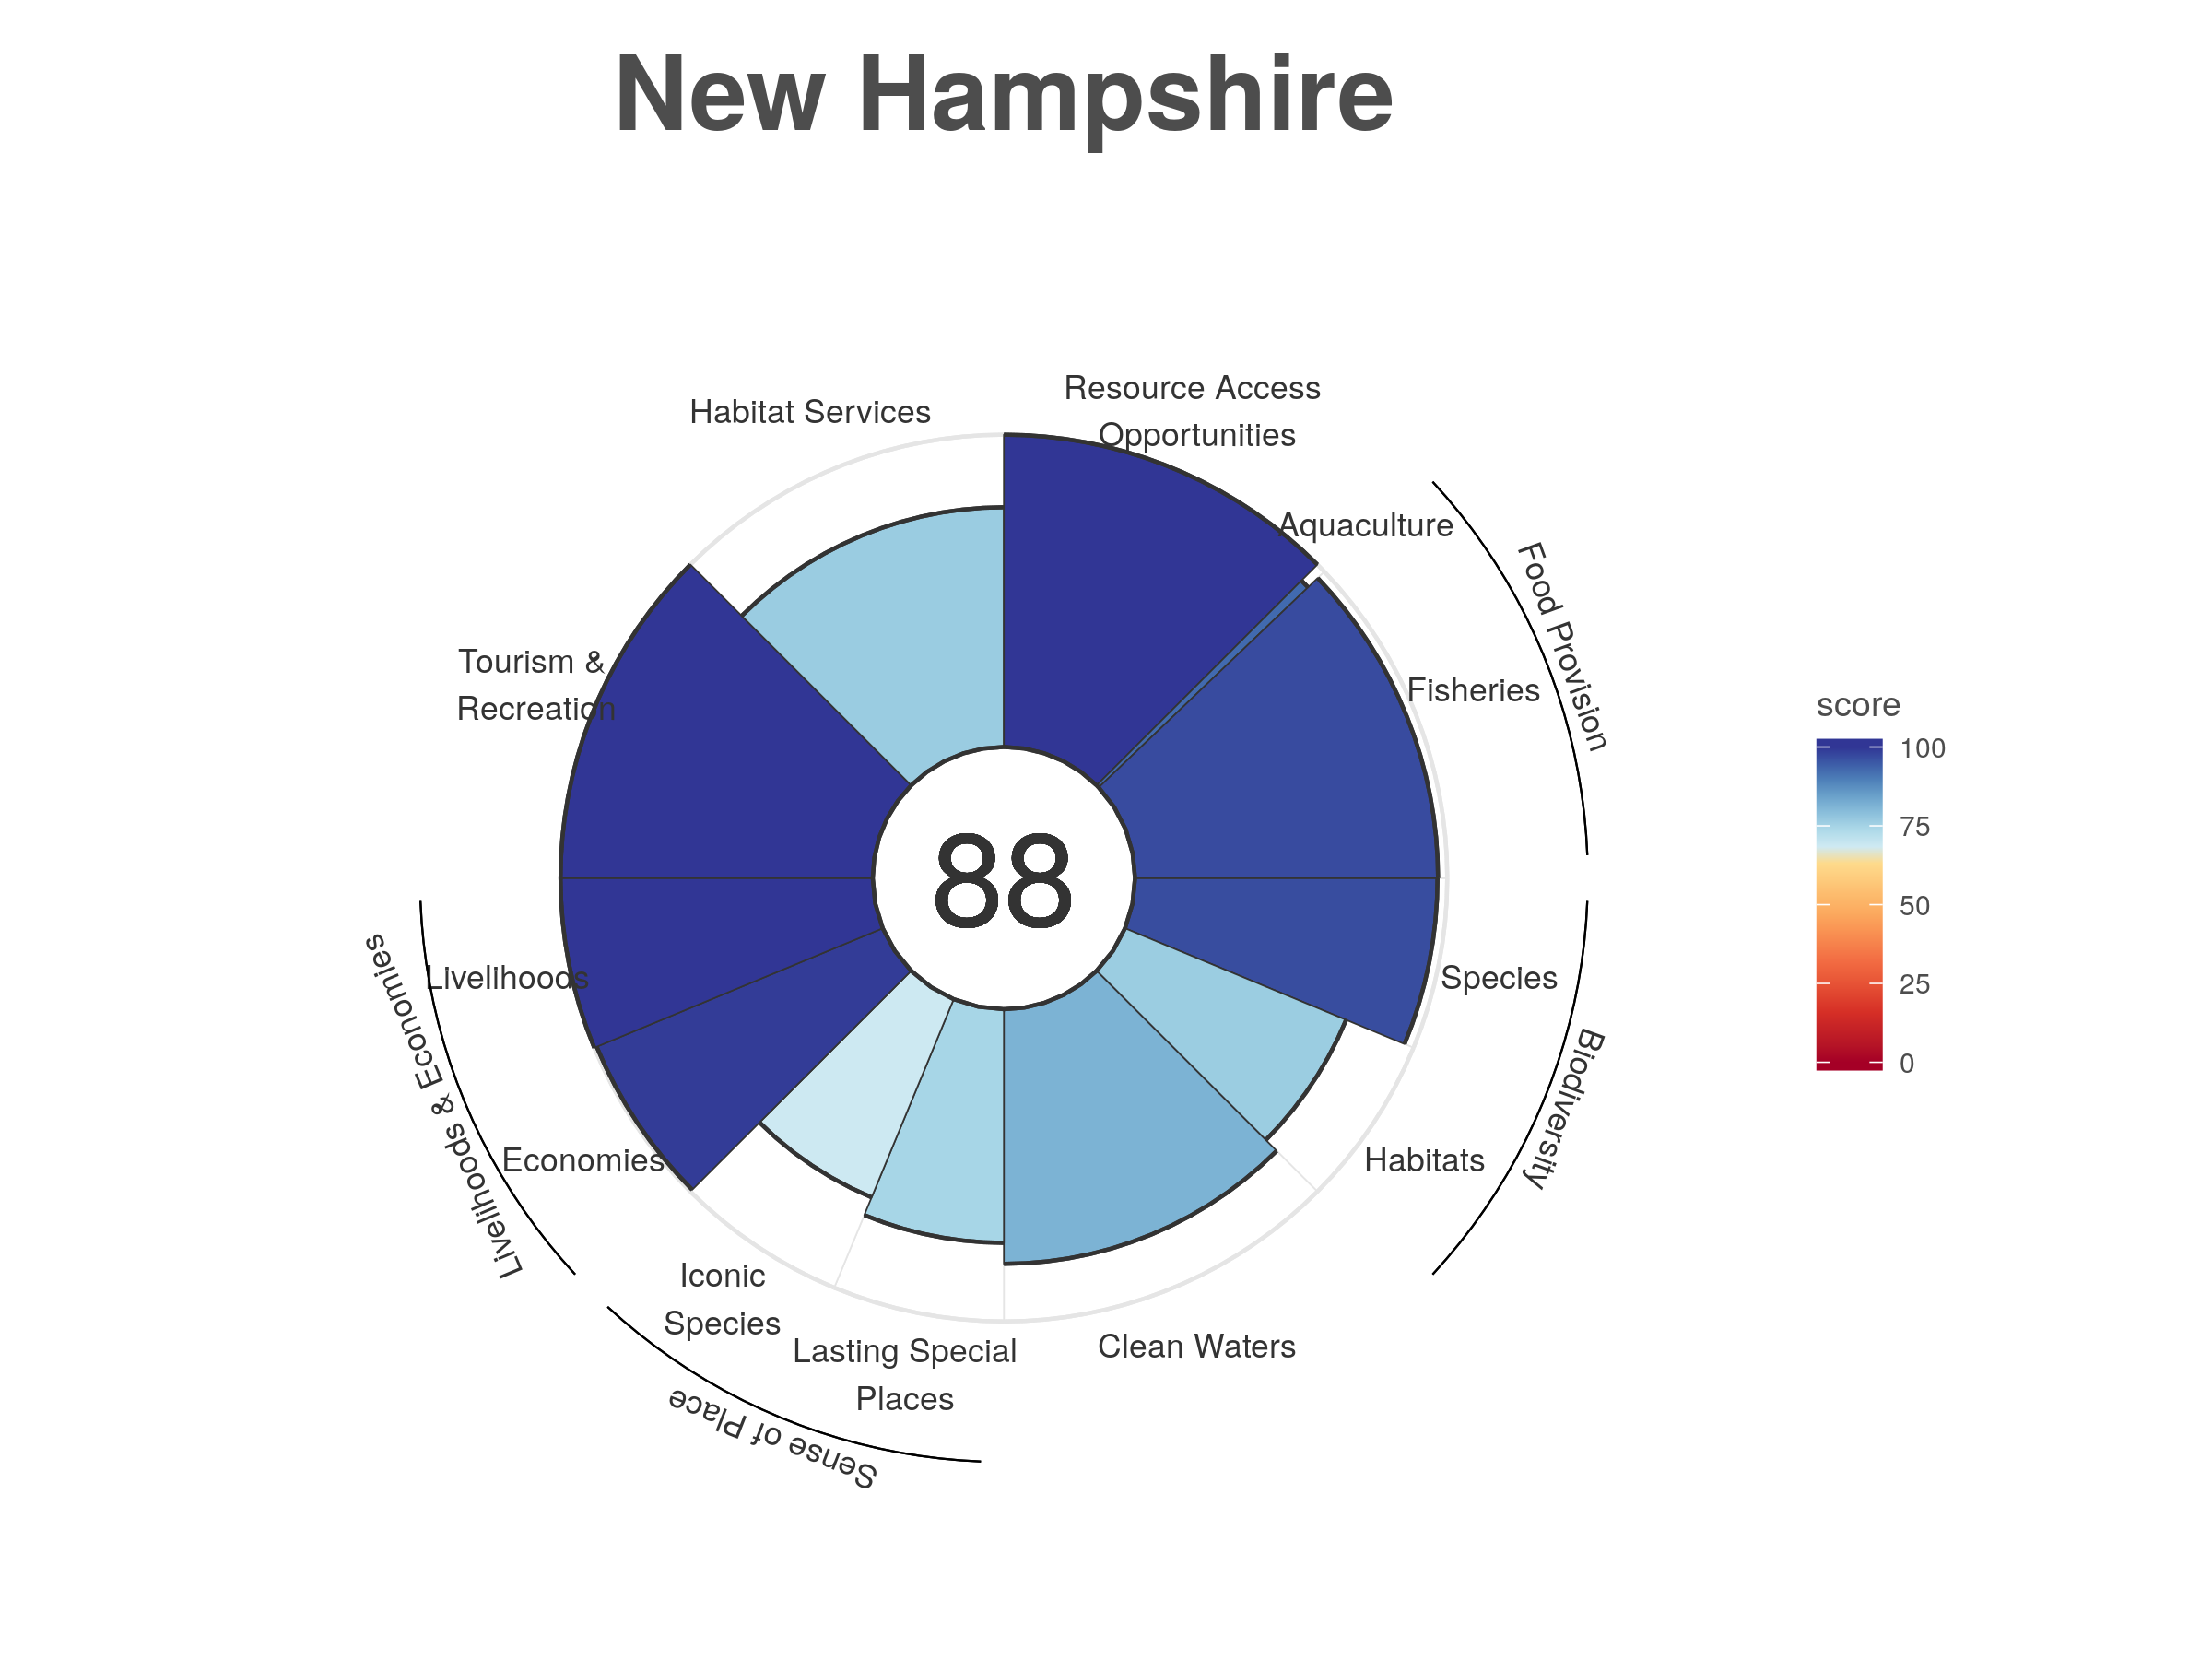 New Hampshire
Resource Access
Opportunities
Habitat Services
Aquaculture
Food Provision
Fisheries
Tourism &
Recreation
score
100
75
50
25
0
88
Livelihoods
Species
Livelihoods & Economies
Biodiversity
Economies
Habitats
Iconic
Species
Lasting Special
Places
Clean Waters
Sense of Place